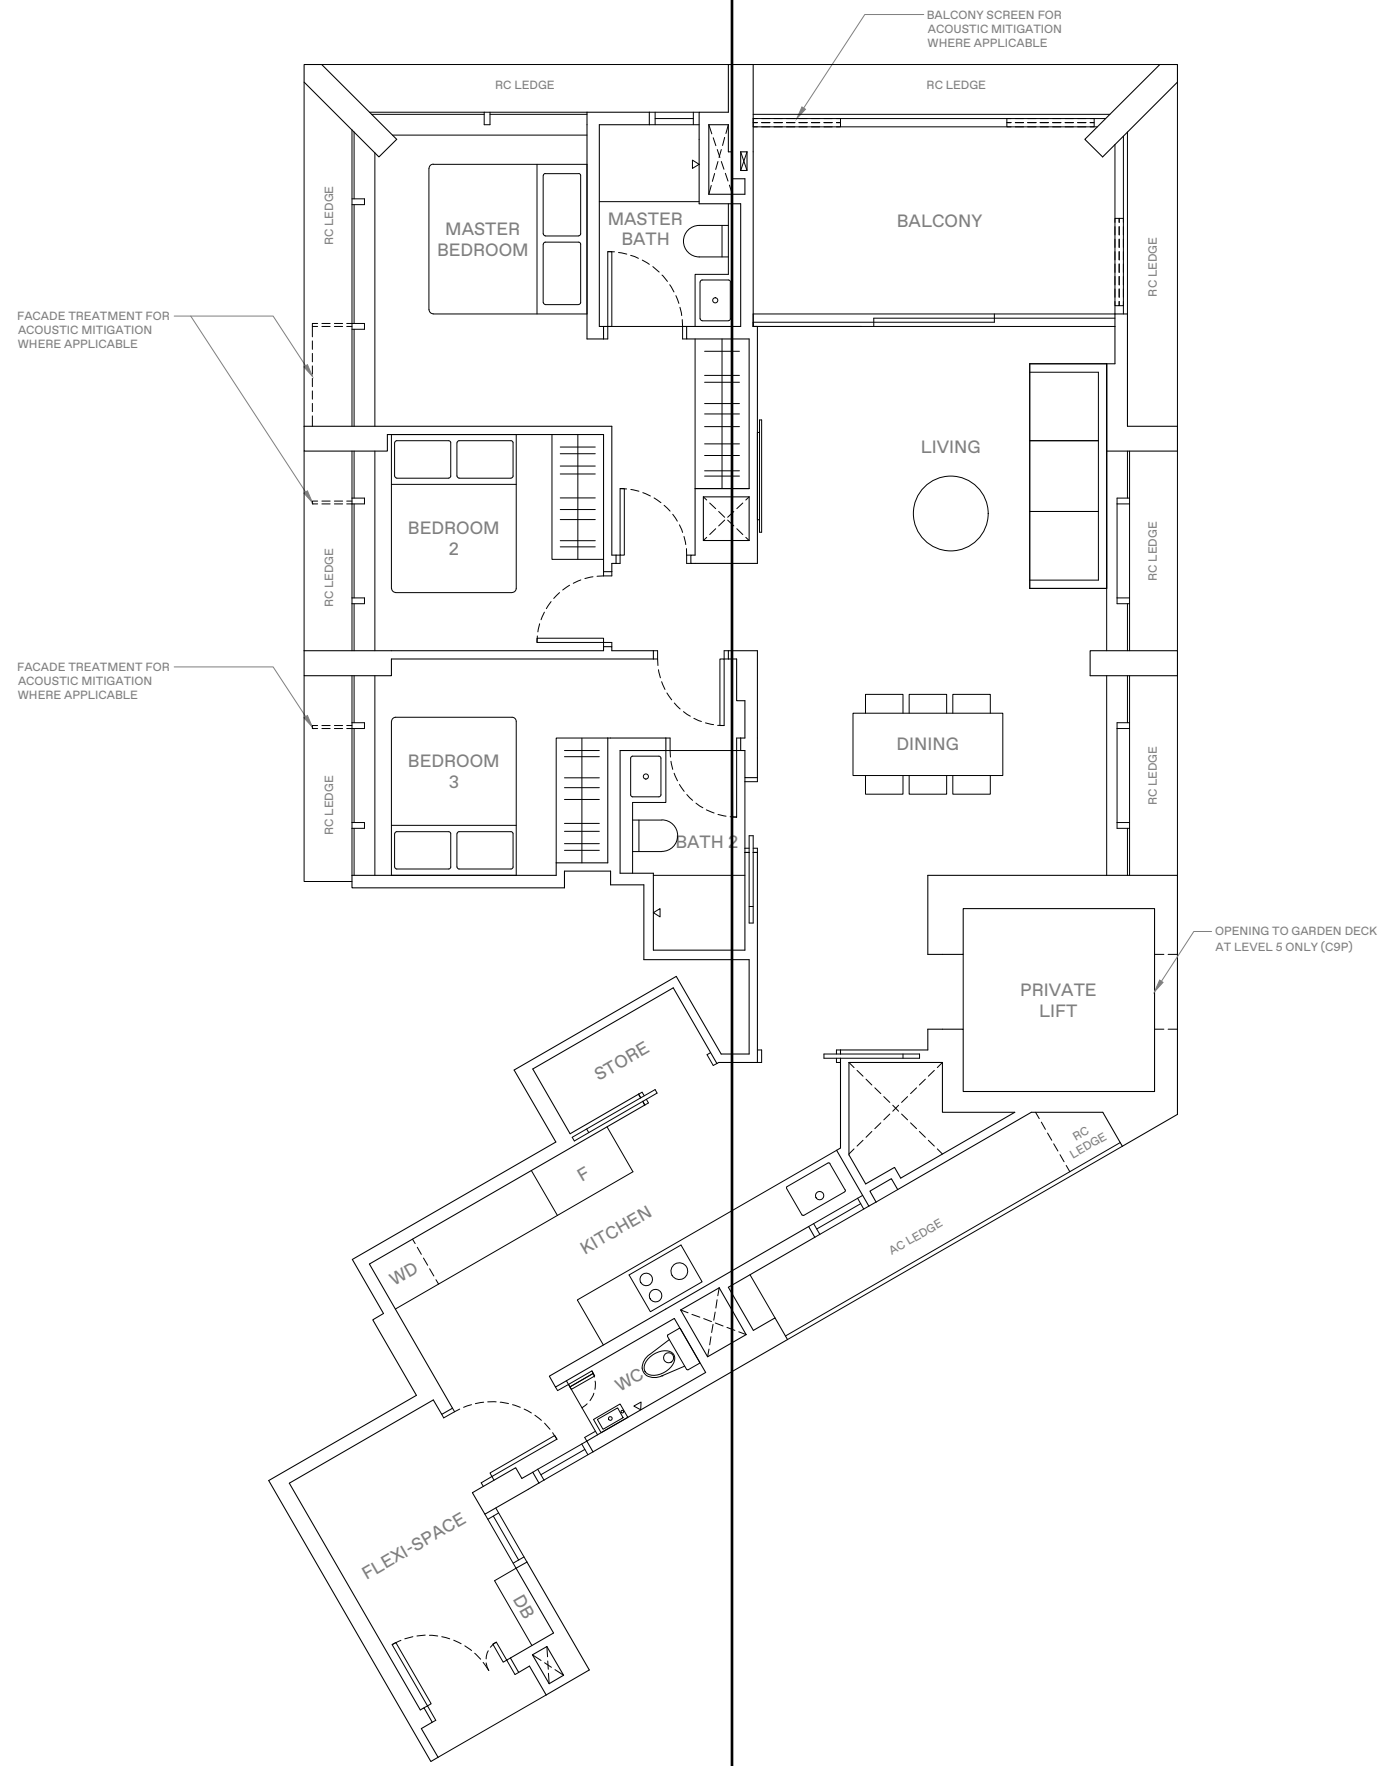 BALCONY SCREEN FOR
ACOUSTIC MITIGATION
WHERE APPLICABLE
RC LEDGE
RC LEDGE
RC LEDGE
MASTER
BEDROOM
MASTER
BATH
BALCONY
RC LEDGE
FACADE TREATMENT FOR
ACOUSTIC MITIGATION
WHERE APPLICABLE
LIVING
BEDROOM
2
RC LEDGE
RC LEDGE
FACADE TREATMENT FOR
ACOUSTIC MITIGATION
WHERE APPLICABLE
DINING
BEDROOM
3
RC LEDGE
RC LEDGE
BATH 2
OPENING TO GARDEN DECK
AT LEVEL 5 ONLY (C9P)
PRIVATE
LIFT
STORE
RC
LEDGE
F
KITCHEN
AC LEDGE
WD
WC
FLEXI-SPACE
DB